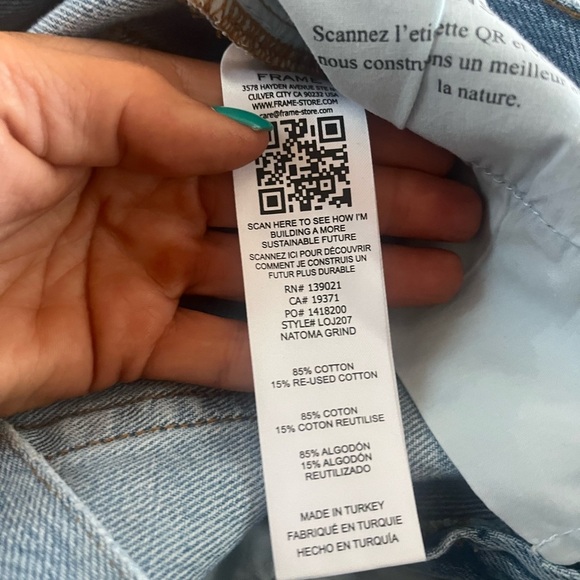 Scannez l'etiette QR et
nous construns un meilleur
la nature.
FRAME
3578 HAYDEN AVENUE STE
CULVER CITY CA 90232 USA
WWW.FRAME-STORE.COM
care@frame-store.com
SCAN HERE TO SEE HOW I'M
BUILDING A MORE
SUSTAINABLE FUTURE
SCANNEZ ICI POUR DÉCOUVRIR
COMMENT JE CONSTRUIS UN
FUTUR PLUS DURABLE
RN# 139021
CA# 19371
PO# 1418200
STYLE# LOJ207
NATOMA GRIND
85% COTTON
15% RE-USED COTTON
85% COTON
15% COTON REUTILISE
85% ALGODÓN
15% ALGODÓN
REUTILIZADO
MADE IN TURKEY
FABRIQUÉ EN TURQUIE
HECHO EN TURQUÍA